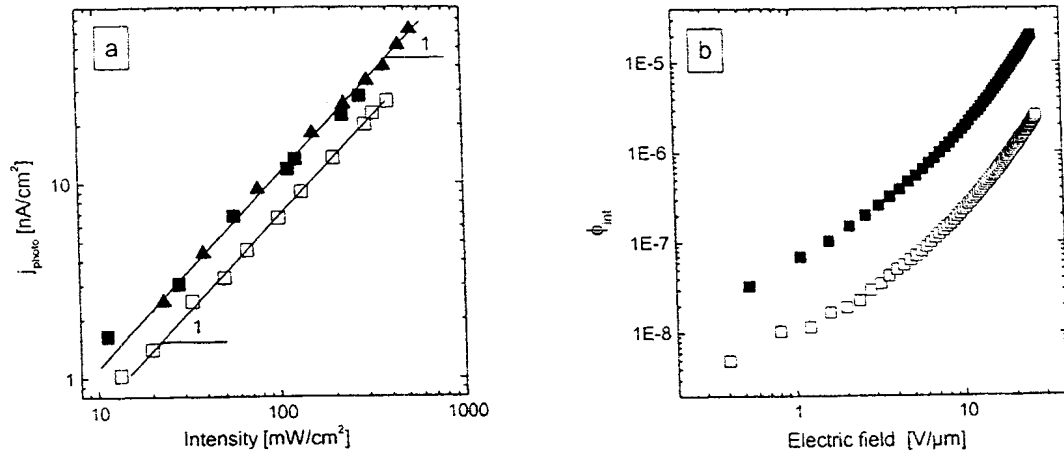 a
1
1
10
1
j_photo [nA/cm²]
10
100
1000
Intensity [mW/cm²]
b
1E-5
1E-6
1E-7
1E-8
ϕ_int
1
10
Electric field [V/µm]